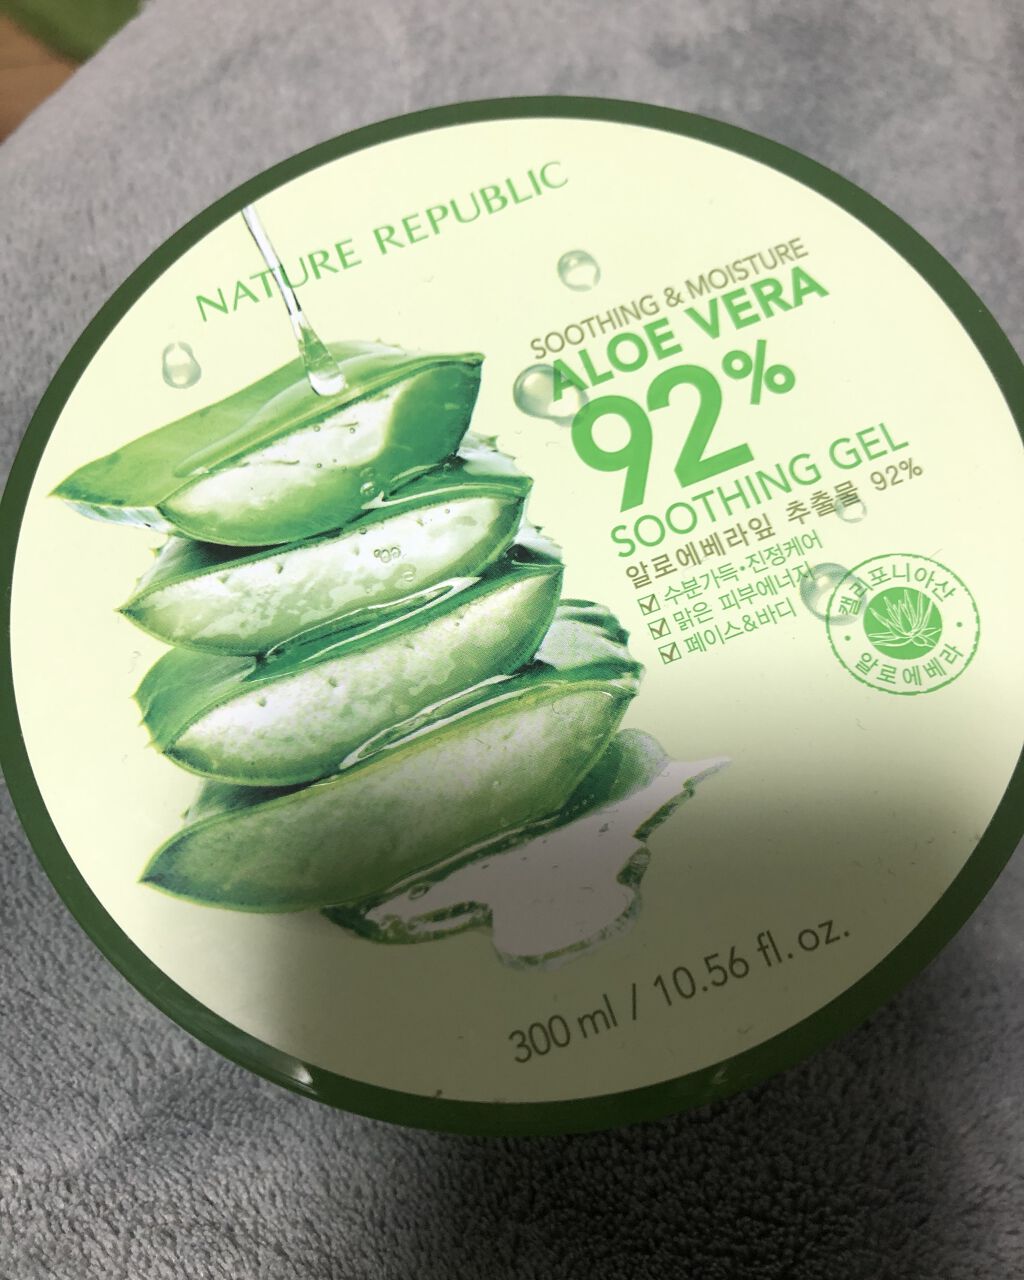 NATURE REPUBLIC
SOOTHING & MOISTURE
ALOE VERA
92%
SOOTHING GEL
알로에베라잎 추출물 92%
수분가득•진정케어
맑은 피부에너지
페이스&바디
캘리포니아산
알로에베라
300 ml / 10.56 fl. oz.